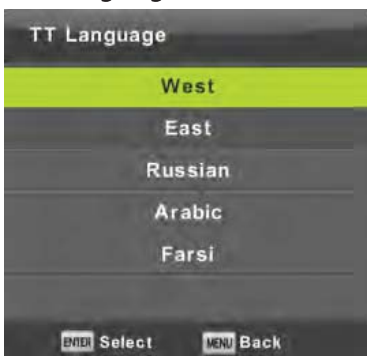 TT Language
West
East
Russian
Arabic
Farsi
ENTER Select MENU Back